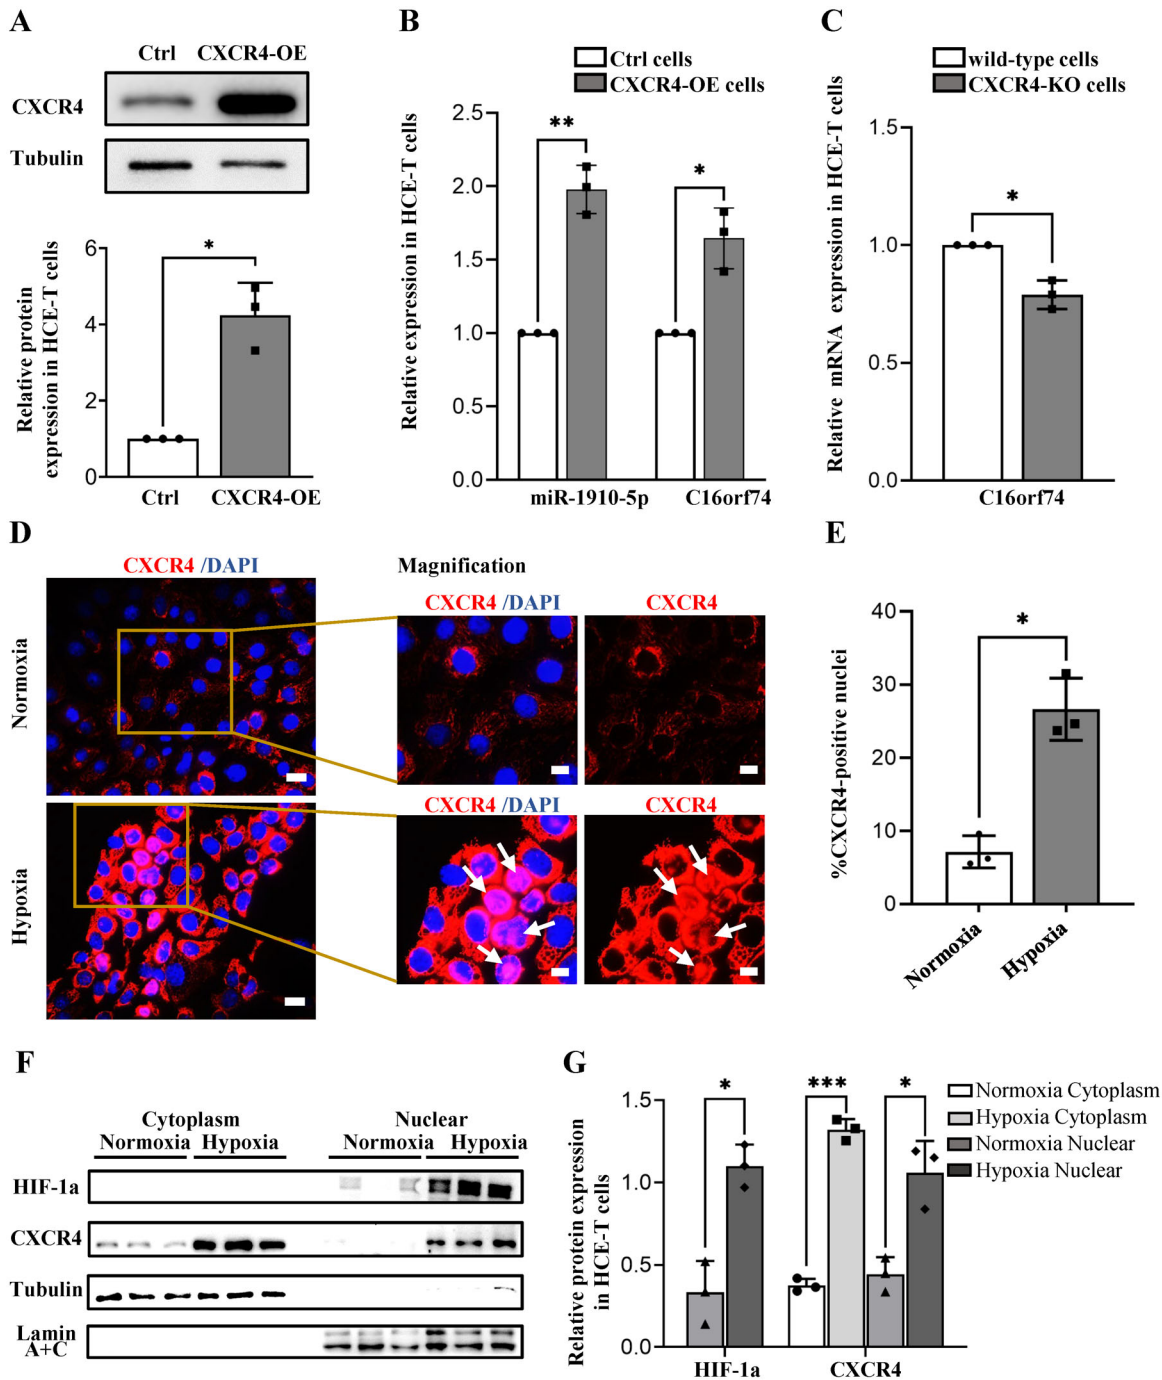 A
Ctrl CXCR4-OE
CXCR4
Tubulin
Relative protein
expression in HCE-T cells
6
4
2
0
*
Ctrl CXCR4-OE
B
Ctrl cells
CXCR4-OE cells
Relative expression in HCE-T cells
2.5
2.0
1.5
1.0
0.5
0.0
**
*
miR-1910-5p C16orf74
C
wild-type cells
CXCR4-KO cells
Relative mRNA expression in HCE-T cells
1.5
1.0
0.5
0.0
*
C16orf74
D
CXCR4 /DAPI
Magnification
CXCR4 /DAPI CXCR4
Normoxia
CXCR4 /DAPI CXCR4
Hypoxia
E
%CXCR4-positive nuclei
40
30
20
10
0
*
Normoxia
Hypoxia
F
Cytoplasm Nuclear
Normoxia Hypoxia Normoxia Hypoxia
HIF-1a
CXCR4
Tubulin
Lamin
A+C
G
Relative protein expression
in HCE-T cells
1.5
1.0
0.5
0.0
*
***
*
HIF-1a CXCR4
Normoxia Cytoplasm
Hypoxia Cytoplasm
Normoxia Nuclear
Hypoxia Nuclear